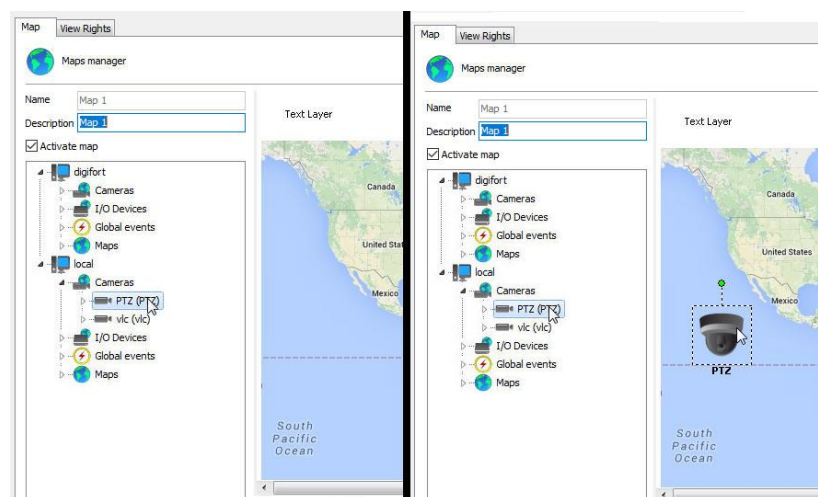 Map View Rights
Maps manager
Name Map 1
Description Map 1
Activate map
Text Layer
digifort
Cameras
I/O Devices
Global events
Maps
local
Cameras
PTZ (PTZ)
vlc (vlc)
I/O Devices
Global events
Maps
Canada
United Stat
Mexico
South
Pacific
Ocean
Map View Rights
Maps manager
Name Map 1
Description Map 1
Activate map
Text Layer
digifort
Cameras
I/O Devices
Global events
Maps
local
Cameras
PTZ (PTZ)
vlc (vlc)
I/O Devices
Global events
Maps
Canada
United States
Mexico
PTZ
South
Pacific
Ocean